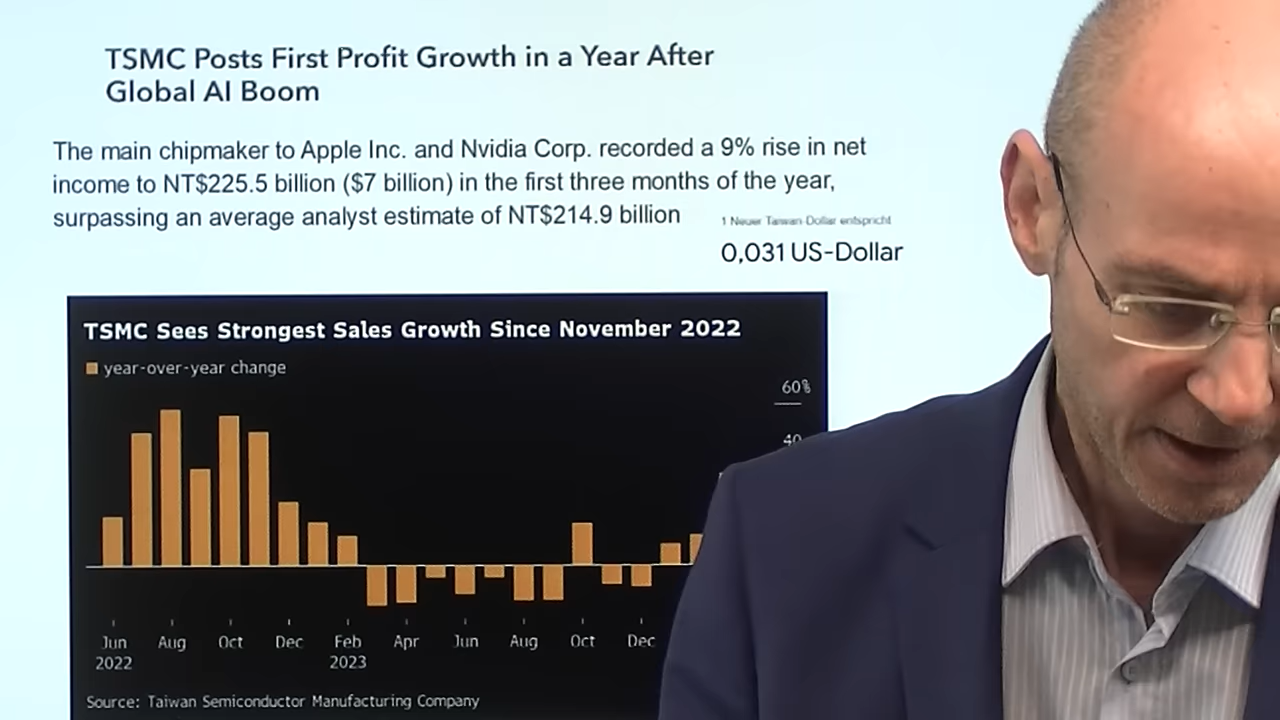 TSMC Posts First Profit Growth in a Year After
Global AI Boom
The main chipmaker to Apple Inc. and Nvidia Corp. recorded a 9% rise in net
income to NT$225.5 billion ($7 billion) in the first three months of the year,
surpassing an average analyst estimate of NT$214.9 billion
1 Neuer Taiwan-Dollar entspricht
0,031 US-Dollar
TSMC Sees Strongest Sales Growth Since November 2022
year-over-year change
60%
40
Jun Aug Oct Dec Feb Apr Jun Aug Oct Dec
2022 2023
Source: Taiwan Semiconductor Manufacturing Company